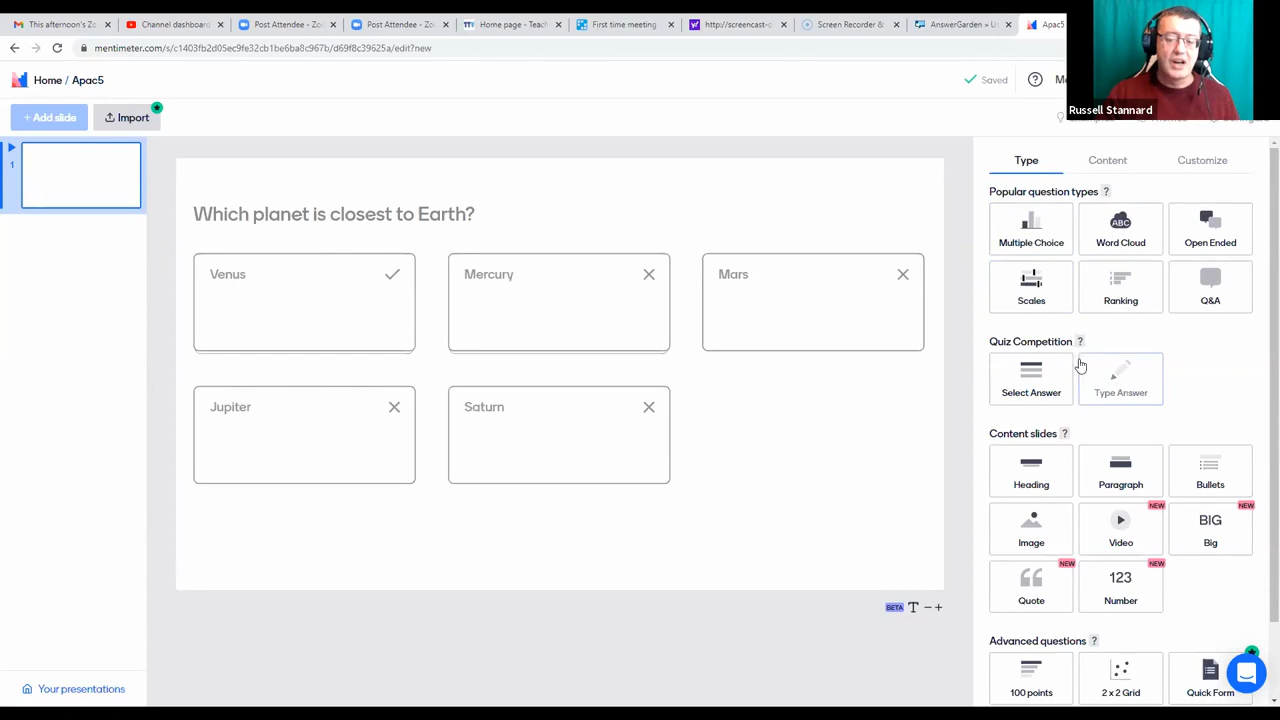 This afternoon's Zo
Channel dashboard
Post Attendee - Zo
Post Attendee - Zo
Home page - Teach
First time meeting
http://screencast-o
Screen Recorder &
AnswerGarden » U
Apac5
mentimeter.com/s/c1403fb2d05ec9fe32cb1be6ba8c967b/d69f8c39625a/edit?new
Home / Apac5
Saved
Russell Stannard
+ Add slide
Import
1
Which planet is closest to Earth?
Venus
Mercury
Mars
Jupiter
Saturn
BETA T − +
Your presentations
Type
Content
Customize
Popular question types ?
Multiple Choice
ABC
Word Cloud
Open Ended
Scales
Ranking
Q&A
Quiz Competition ?
Select Answer
Type Answer
Content slides ?
Heading
Paragraph
Bullets
Image
NEW
Video
NEW
BIG
Big
NEW
Quote
NEW
123
Number
Advanced questions ?
100 points
2 x 2 Grid
Quick Form